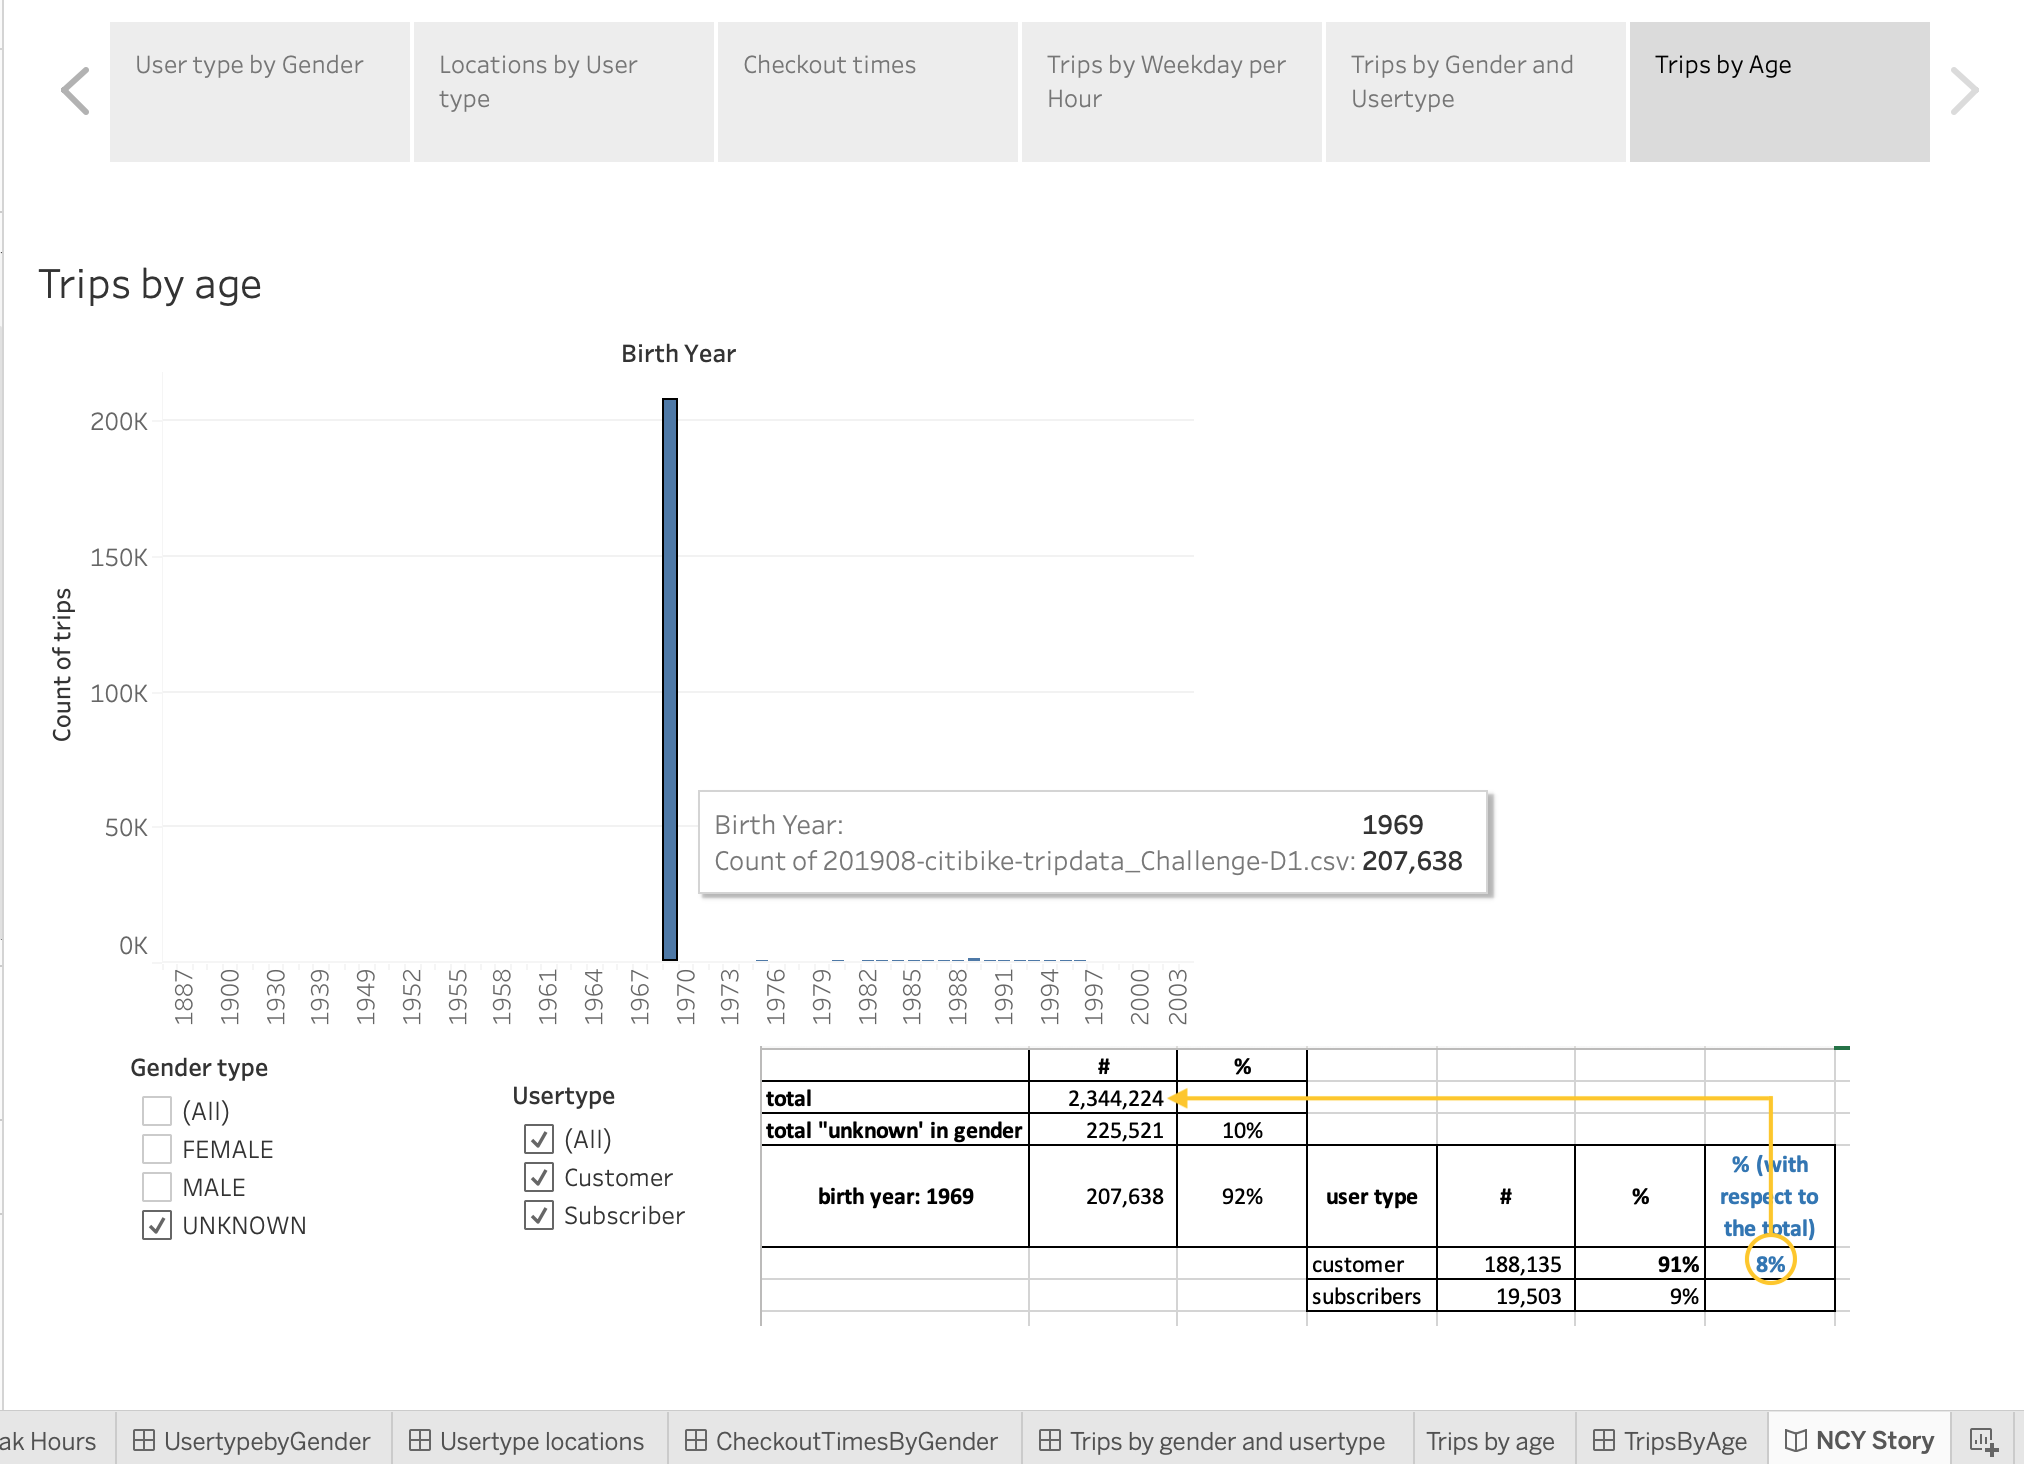 User type by Gender
Locations by User
type
Checkout times
Trips by Weekday per
Hour
Trips by Gender and
Usertype
Trips by Age
Trips by age
Birth Year
Count of trips
200K
150K
100K
50K
0K
Birth Year: 1969
Count of 201908-citibike-tripdata_Challenge-D1.csv: 207,638
1887 1900 1930 1939 1949 1952 1955 1958 1961 1964 1967 1970 1973 1976 1979 1982 1985 1988 1991 1994 1997 2000 2003
Gender type
(All)
FEMALE
MALE
UNKNOWN
Usertype
(All)
Customer
Subscriber
# %
total 2,344,224
total "unknown' in gender 225,521 10%
birth year: 1969 207,638 92% user type # % % (with
respect to
the total)
customer 188,135 91% 8%
subscribers 19,503 9%
ak Hours UsertypebyGender Usertype locations CheckoutTimesByGender Trips by gender and usertype Trips by age TripsByAge NCY Story